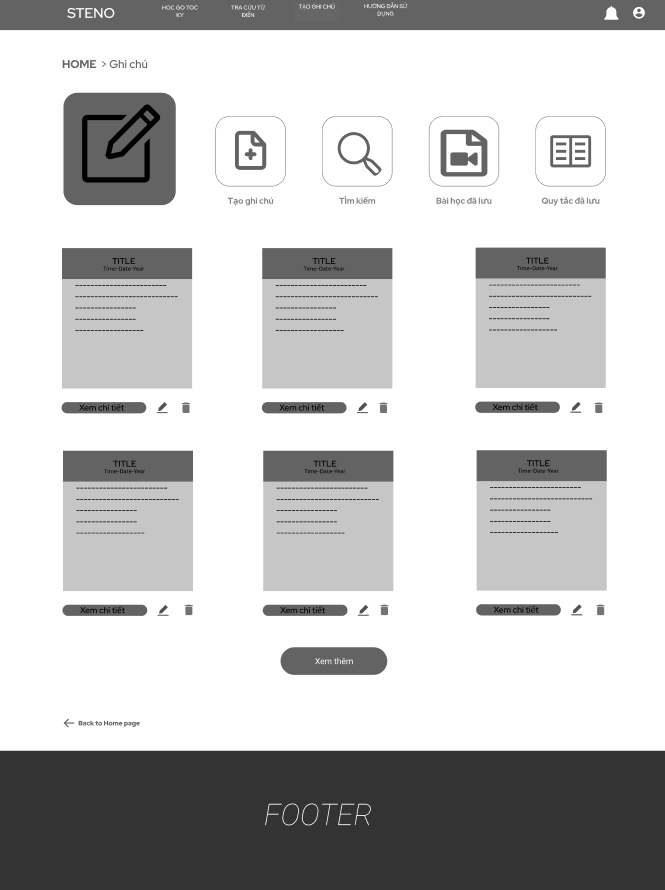 STENO
HOC GO TOC
KY
TRA CỨU TỪ
ĐIỂN
TẠO GHI CHÚ
HƯỚNG DẪN SỬ
DỤNG
HOME > Ghi chú
Tạo ghi chú
Tìm kiếm
Bài học đã lưu
Quy tắc đã lưu
TITLE
Time-Date-Year
TITLE
Time-Date-Year
TITLE
Time-Date-Year
Xem chi tiết
Xem chi tiết
Xem chi tiết
TITLE
Time-Date-Year
TITLE
Time-Date-Year
TITLE
Time-Date-Year
Xem chi tiết
Xem chi tiết
Xem chi tiết
Xem thêm
Back to Home page
FOOTER